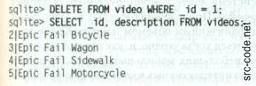 sqlite> DELETE FROM video WHERE _id = 1;
sqlite> SELECT _id, description FROM videos;
2|Epic Fail Bicycle
3|Epic Fail Wagon
4|Epic Fail Sidewalk
5|Epic Fail Motorcycle
src-code.net